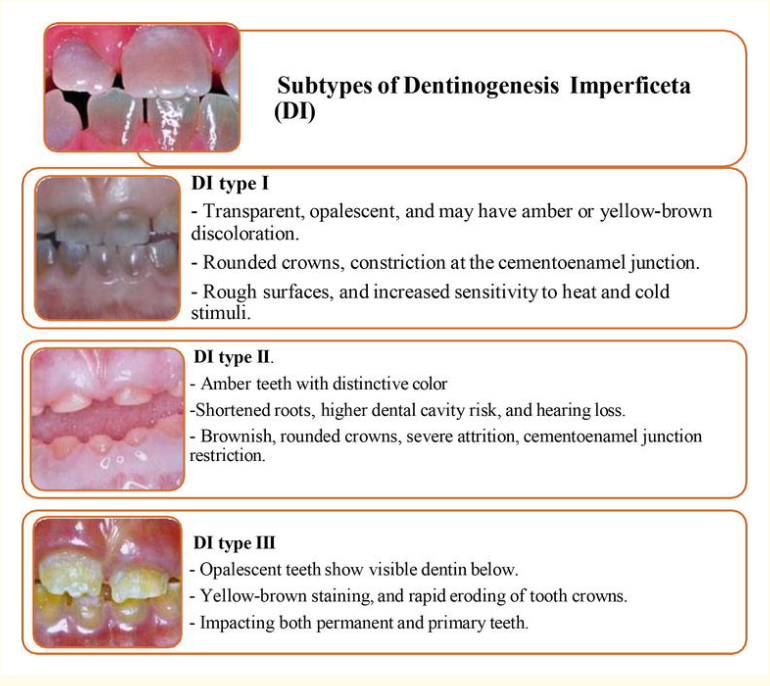 Subtypes of Dentinogenesis Imperficeta
(DI)
DI type I
- Transparent, opalescent, and may have amber or yellow-brown
discoloration.
- Rounded crowns, constriction at the cementoenamel junction.
- Rough surfaces, and increased sensitivity to heat and cold
stimuli.
DI type II.
- Amber teeth with distinctive color
-Shortened roots, higher dental cavity risk, and hearing loss.
- Brownish, rounded crowns, severe attrition, cementoenamel junction
restriction.
DI type III
- Opalescent teeth show visible dentin below.
- Yellow-brown staining, and rapid eroding of tooth crowns.
- Impacting both permanent and primary teeth.